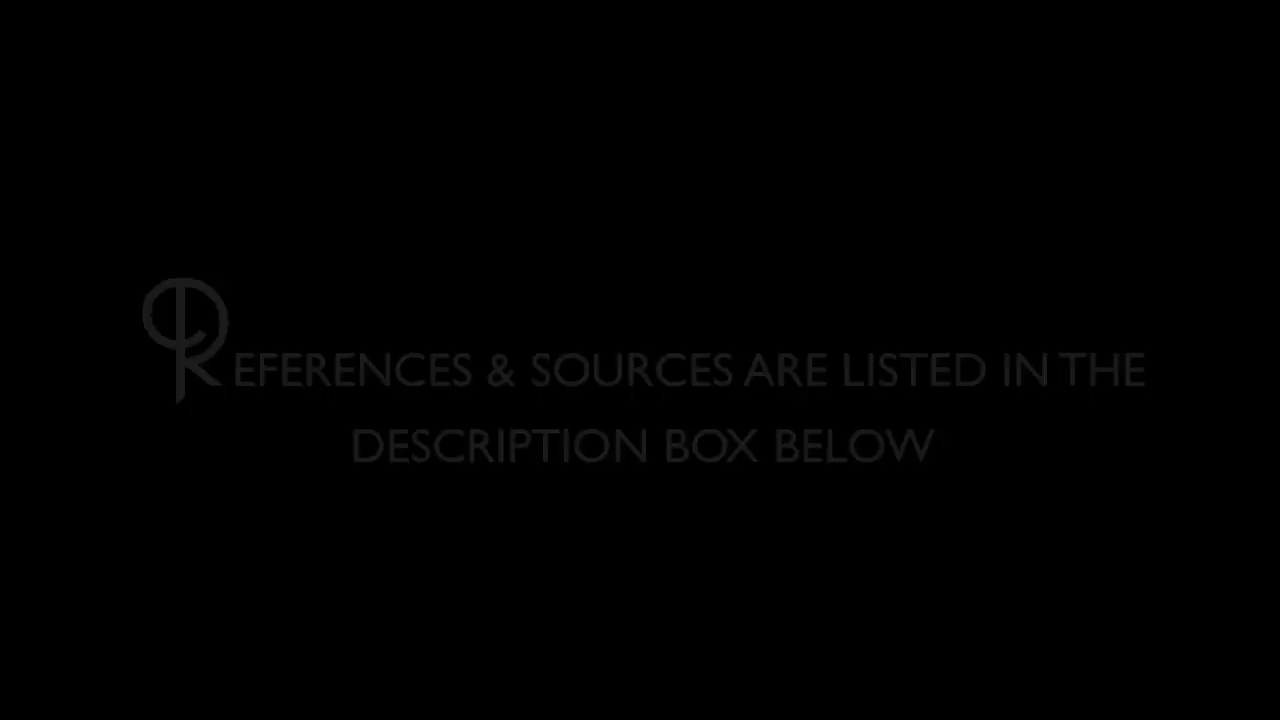 REFERENCES & SOURCES ARE LISTED IN THE
DESCRIPTION BOX BELOW